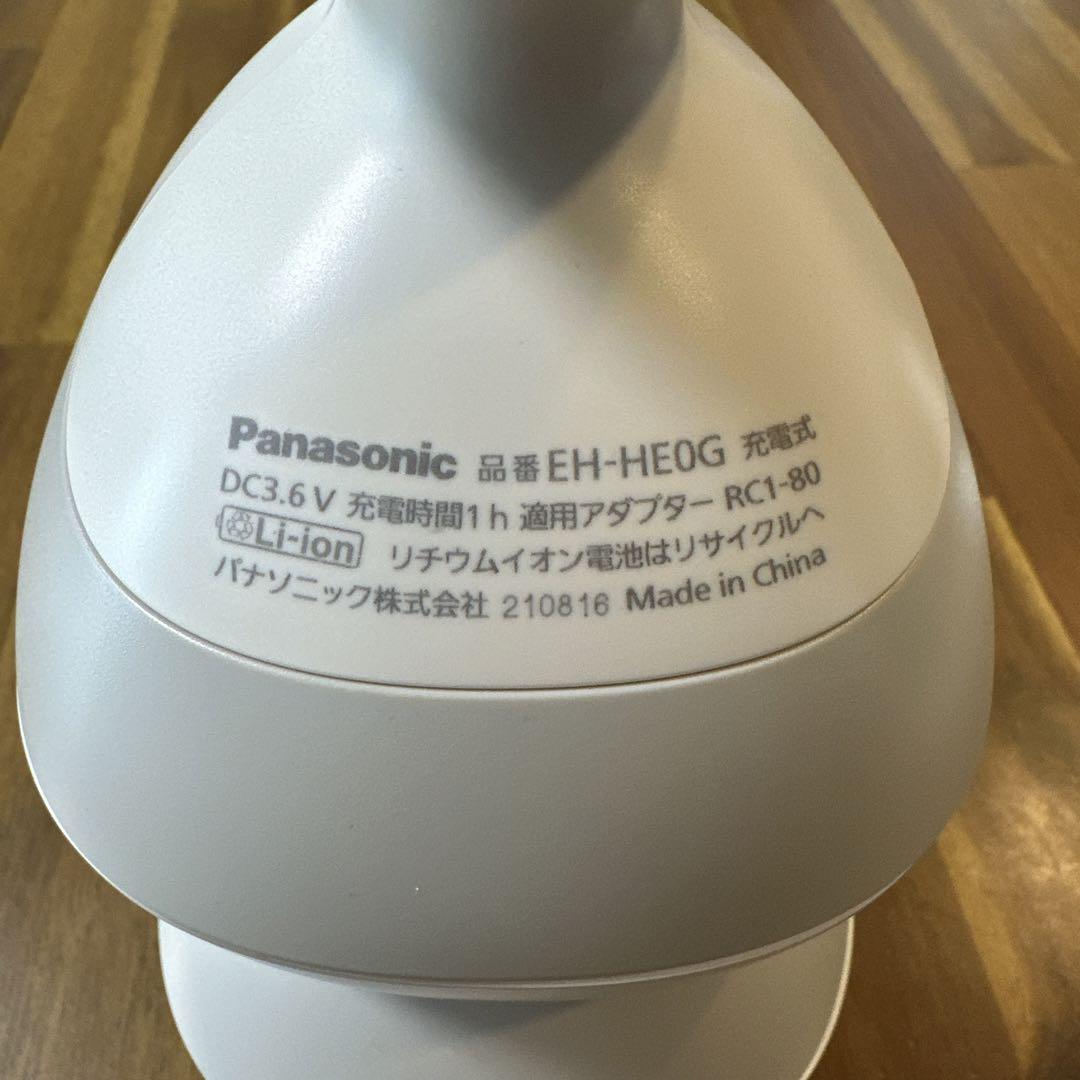 Panasonic 品番 EH-HE0G 充電式
DC3.6 V 充電時間1h 適用アダプター RC1-80
Li-ion リチウムイオン電池はリサイクルへ
パナソニック株式会社 210816 Made in China